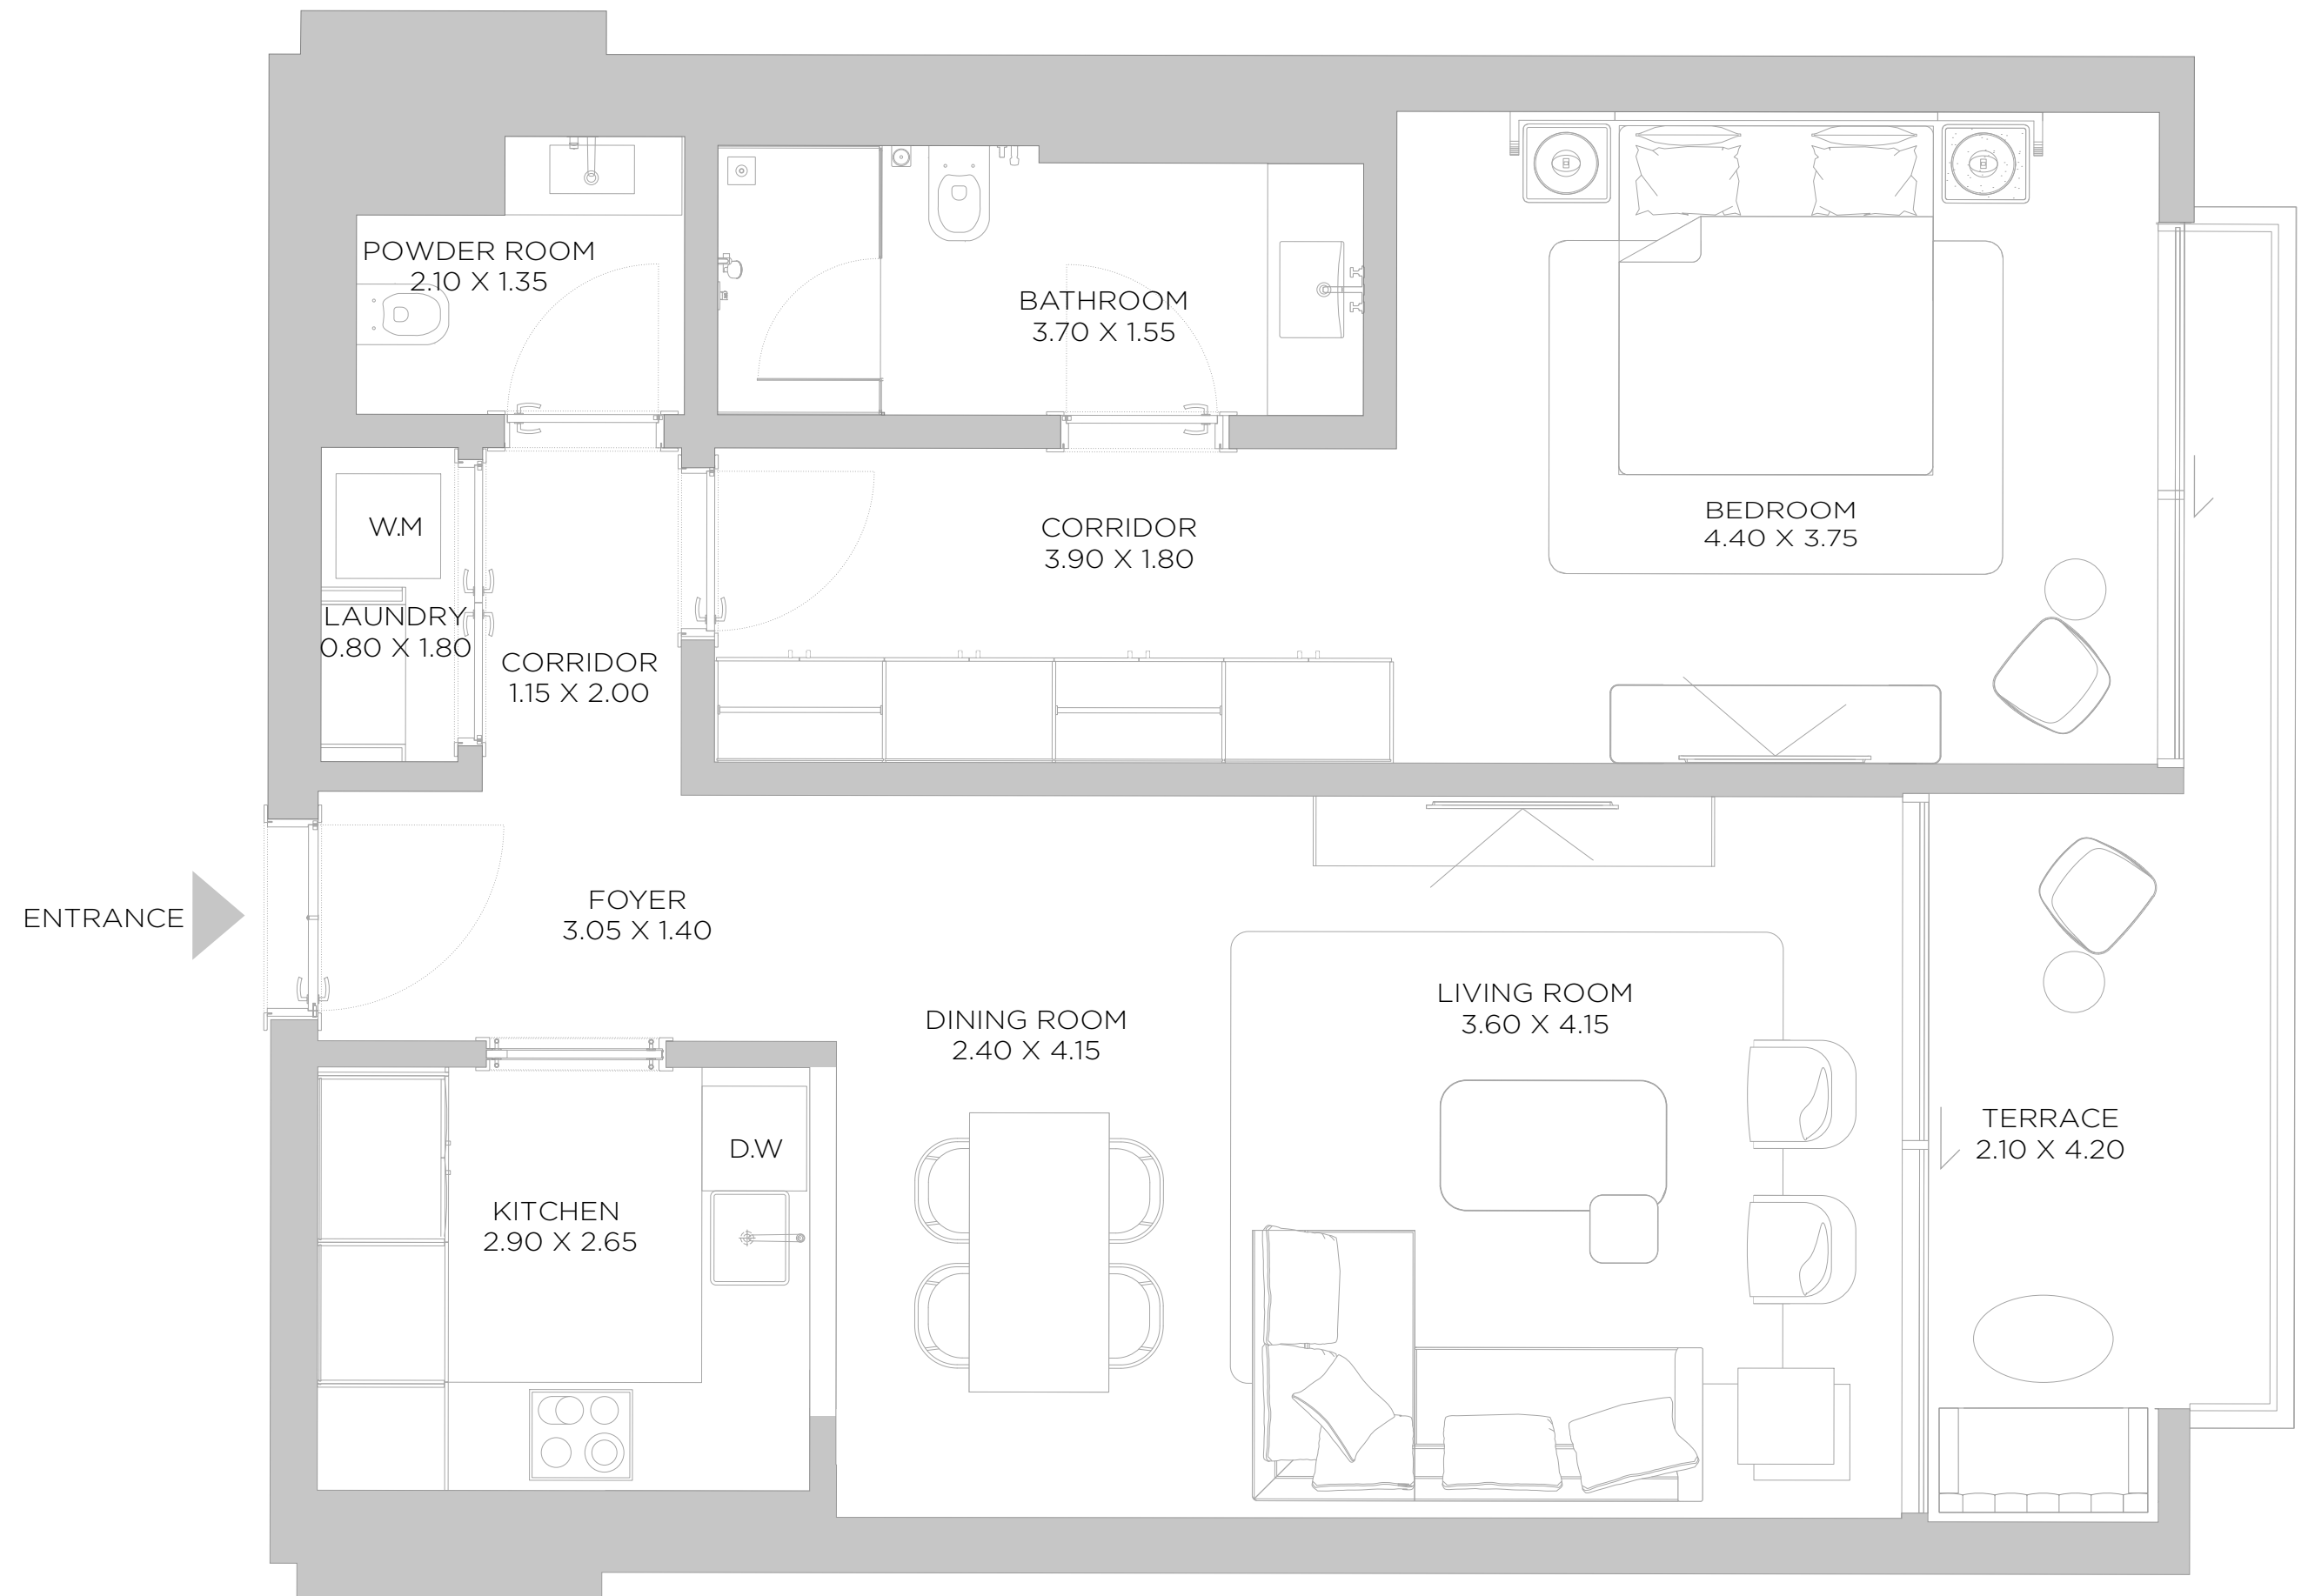 POWDER ROOM
2.10 X 1.35
BATHROOM
3.70 X 1.55
BEDROOM
4.40 X 3.75
W.M
CORRIDOR
3.90 X 1.80
LAUNDRY
0.80 X 1.80
CORRIDOR
1.15 X 2.00
ENTRANCE
FOYER
3.05 X 1.40
DINING ROOM
2.40 X 4.15
LIVING ROOM
3.60 X 4.15
TERRACE
2.10 X 4.20
D.W
KITCHEN
2.90 X 2.65